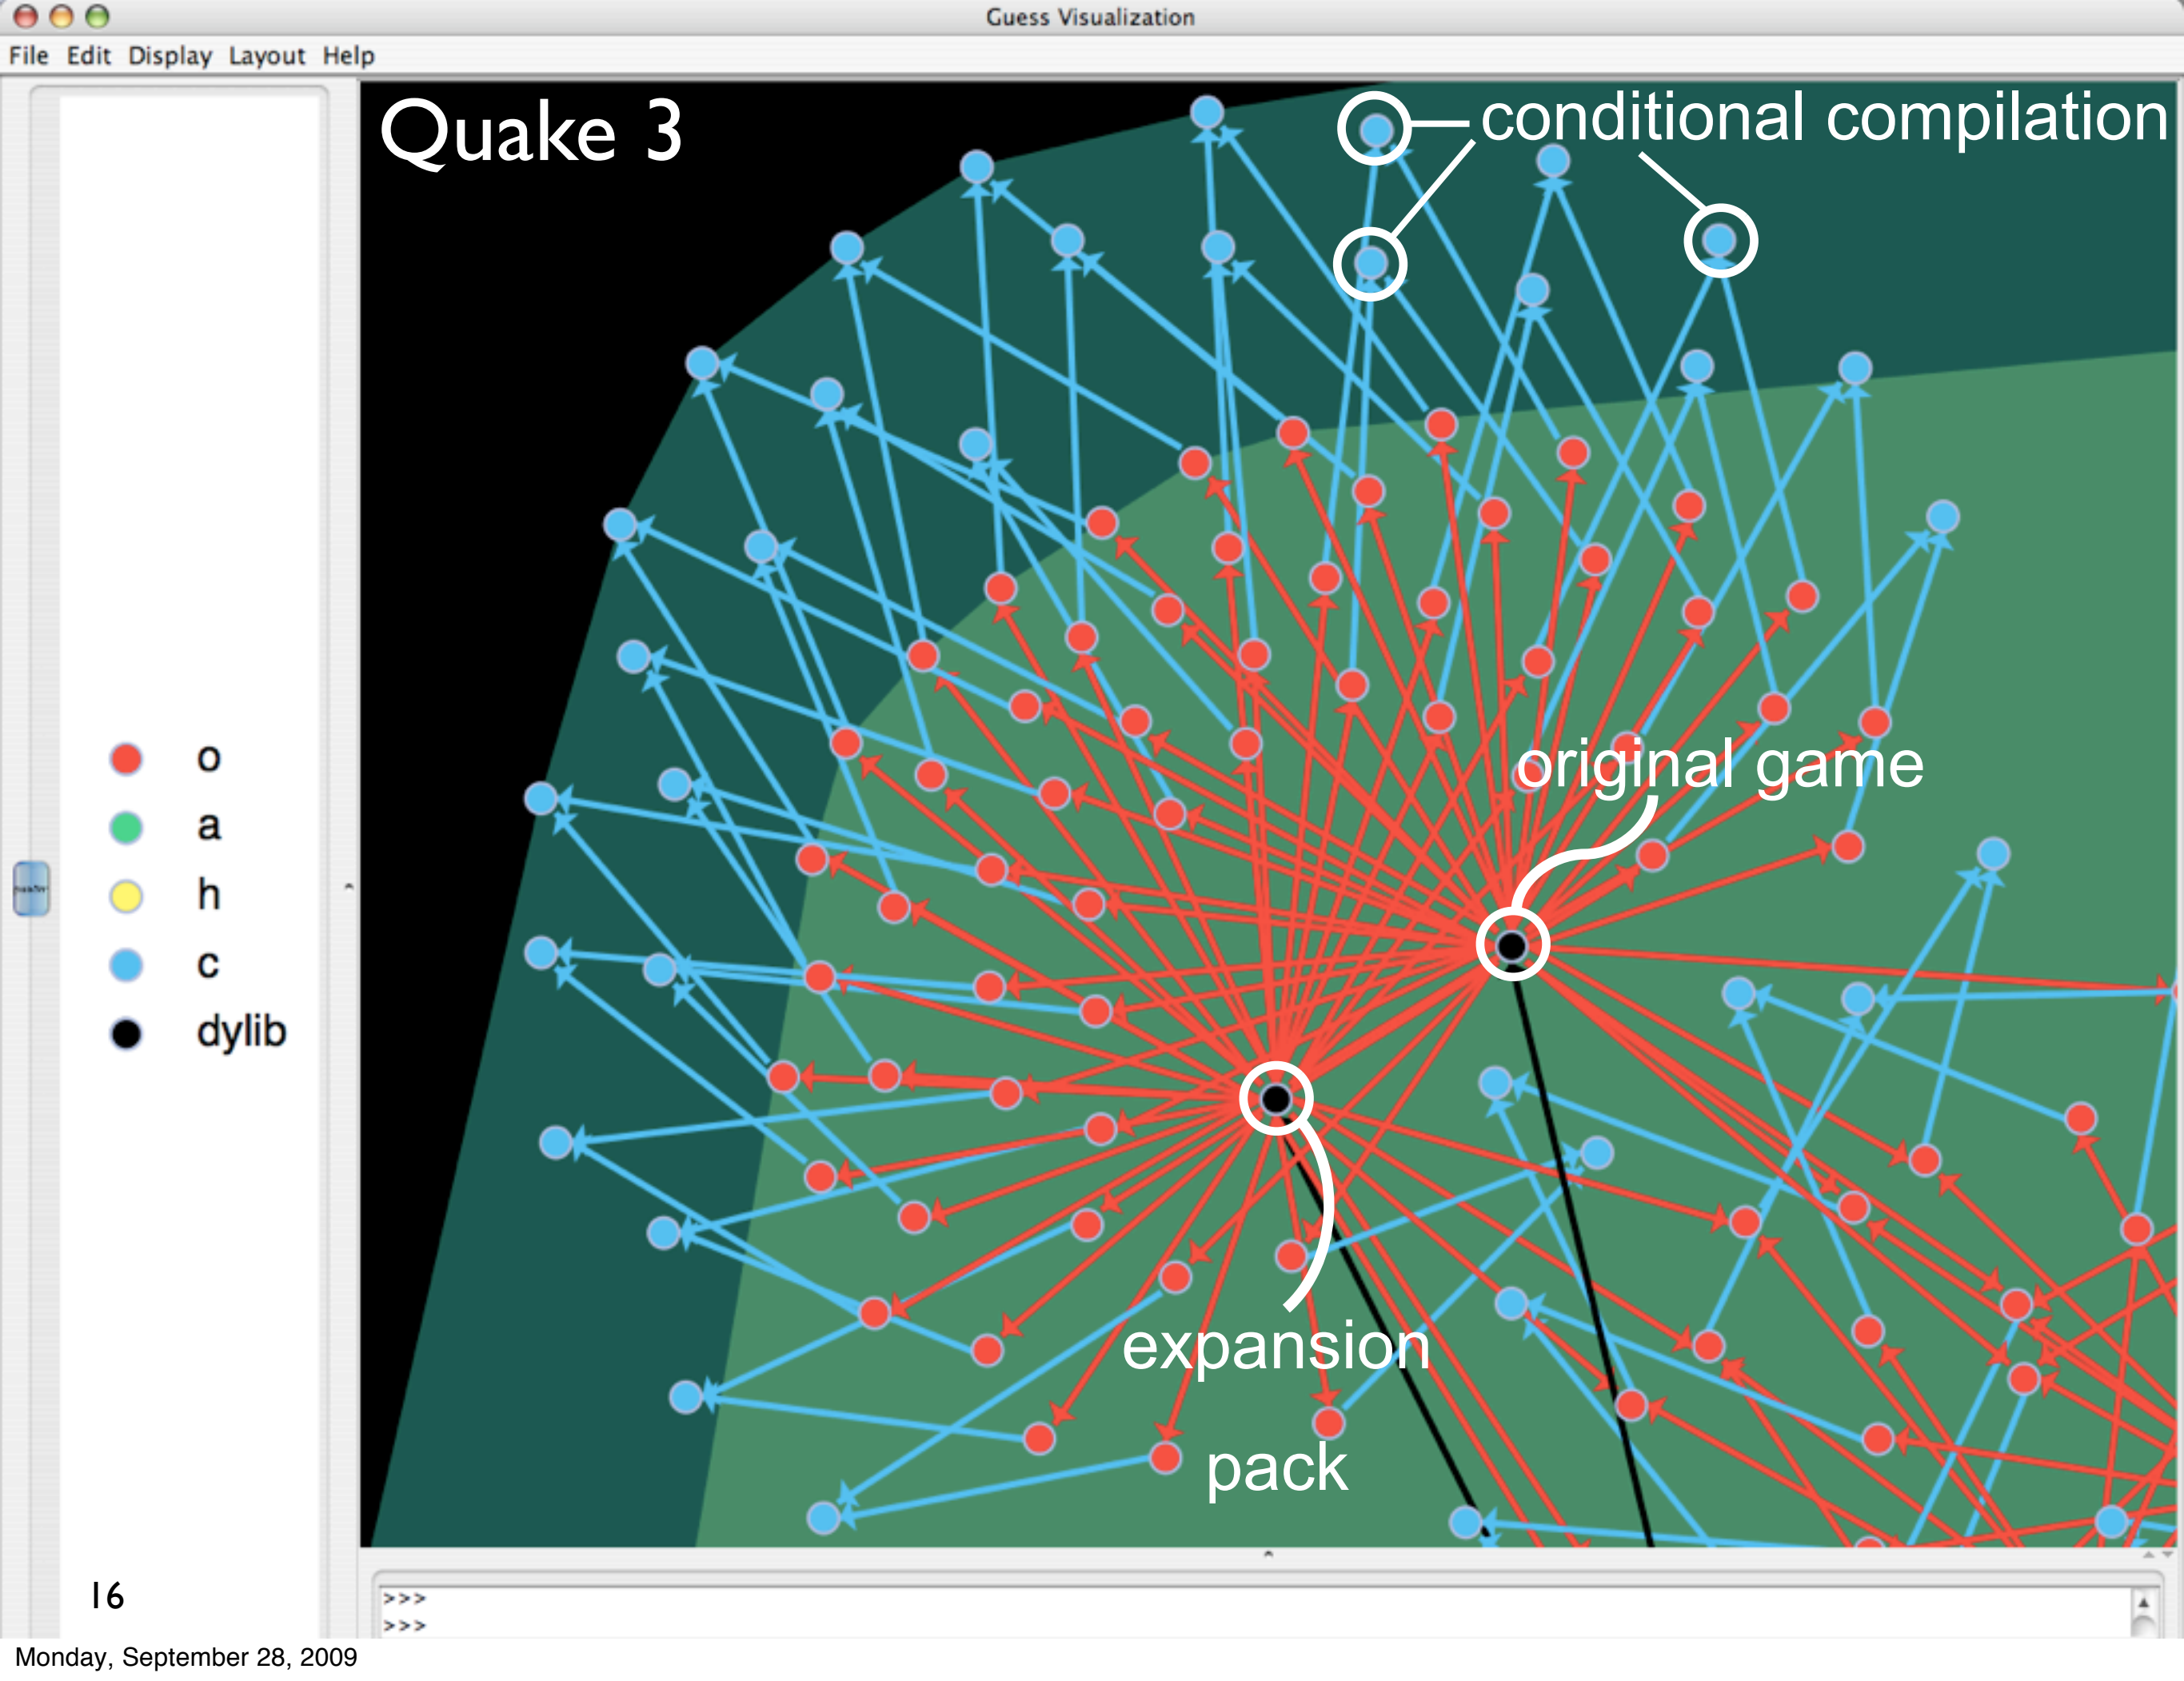 Guess Visualization
File Edit Display Layout Help
Quake 3
conditional compilation
original game
o
a
h
c
dylib
expansion
pack
16
>>>
>>>
Monday, September 28, 2009